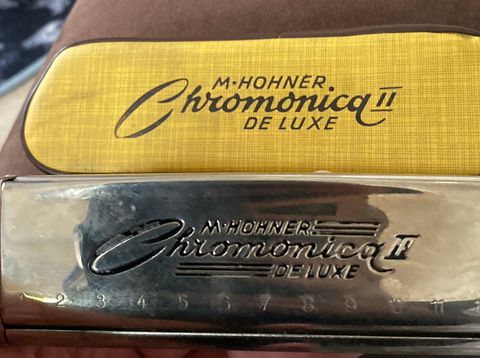 M·HOHNER
Chromonica II
DE LUXE
M·HOHNER
Chromonica II
DE LUXE
1 2 3 4 5 6 7 8 9 10 11